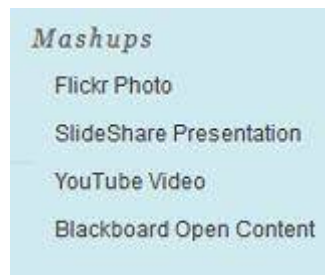 Mashups
Flickr Photo
SlideShare Presentation
YouTube Video
Blackboard Open Content